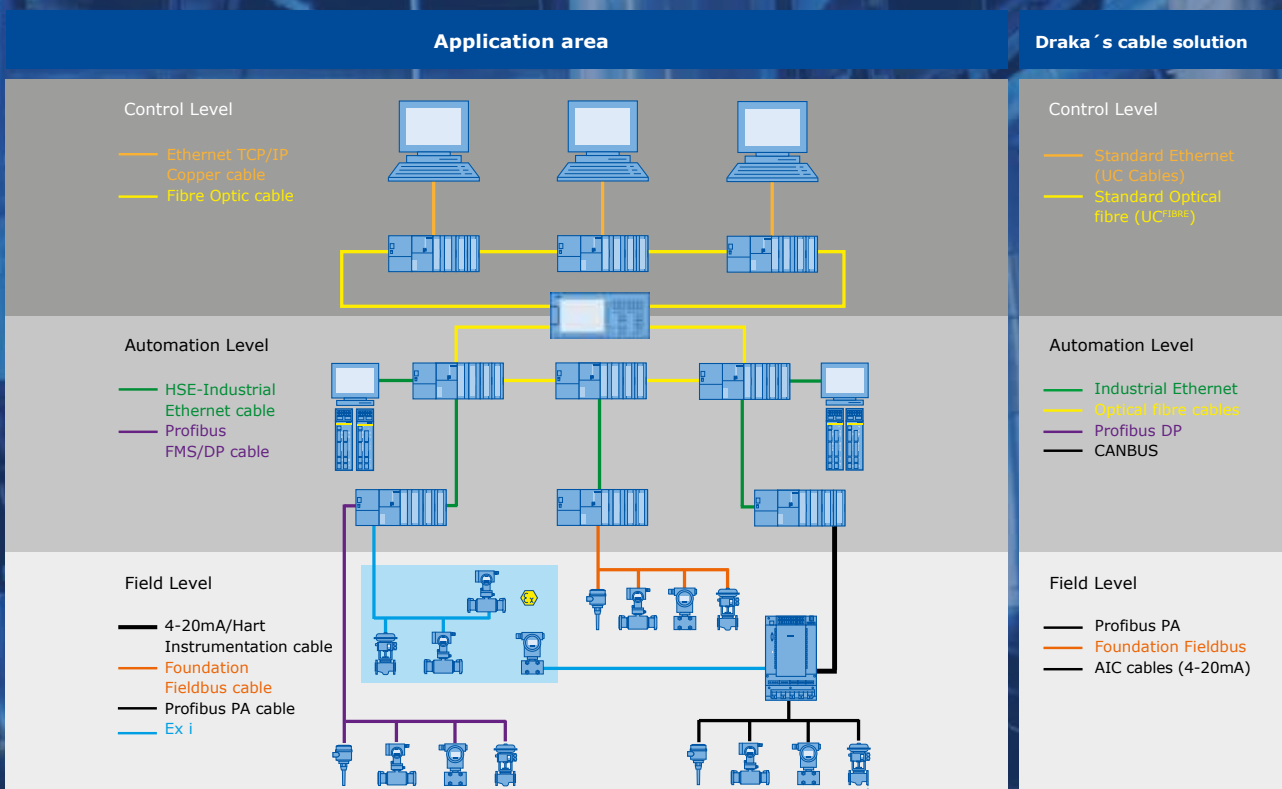 Application area
Draka´s cable solution
Control Level
Ethernet TCP/IP
Copper cable
Fibre Optic cable
Control Level
Standard Ethernet
(UC Cables)
Standard Optical
fibre (UCFIBRE)
Automation Level
HSE-Industrial
Ethernet cable
Profibus
FMS/DP cable
Automation Level
Industrial Ethernet
Optical fibre cables
Profibus DP
CANBUS
Field Level
4-20mA/Hart
Instrumentation cable
Foundation
Fieldbus cable
Profibus PA cable
Ex i
Ex
Field Level
Profibus PA
Foundation Fieldbus
AIC cables (4-20mA)